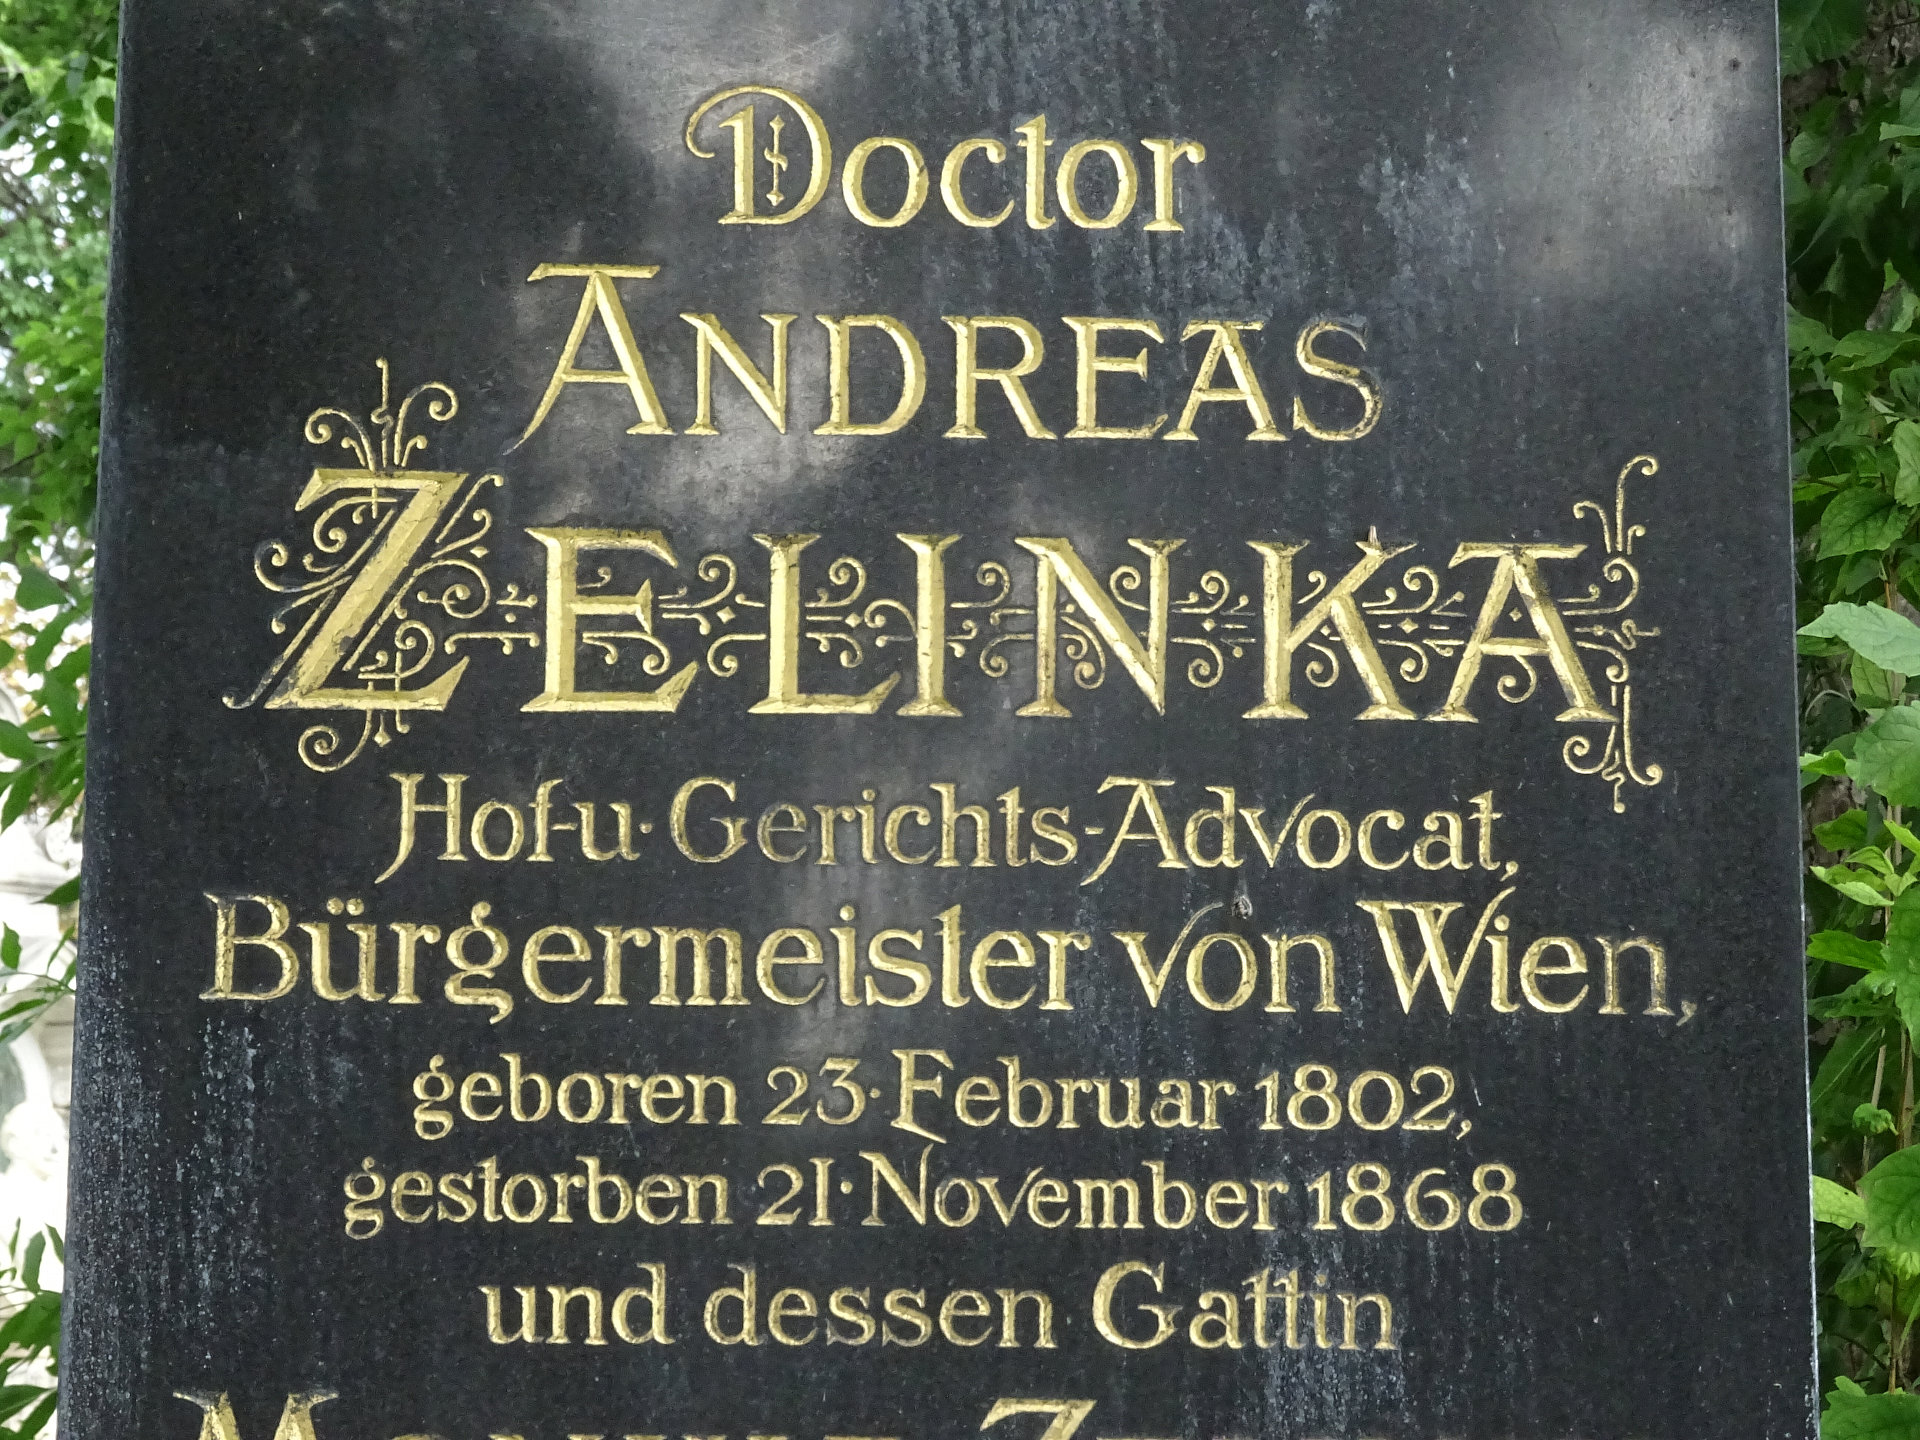 Doctor
ANDREAS
ZELINKA
Hof-u. Gerichts-Advocat,
Bürgermeister von Wien,
geboren 23. Februar 1802,
gestorben 21. November 1868
und dessen Gattin